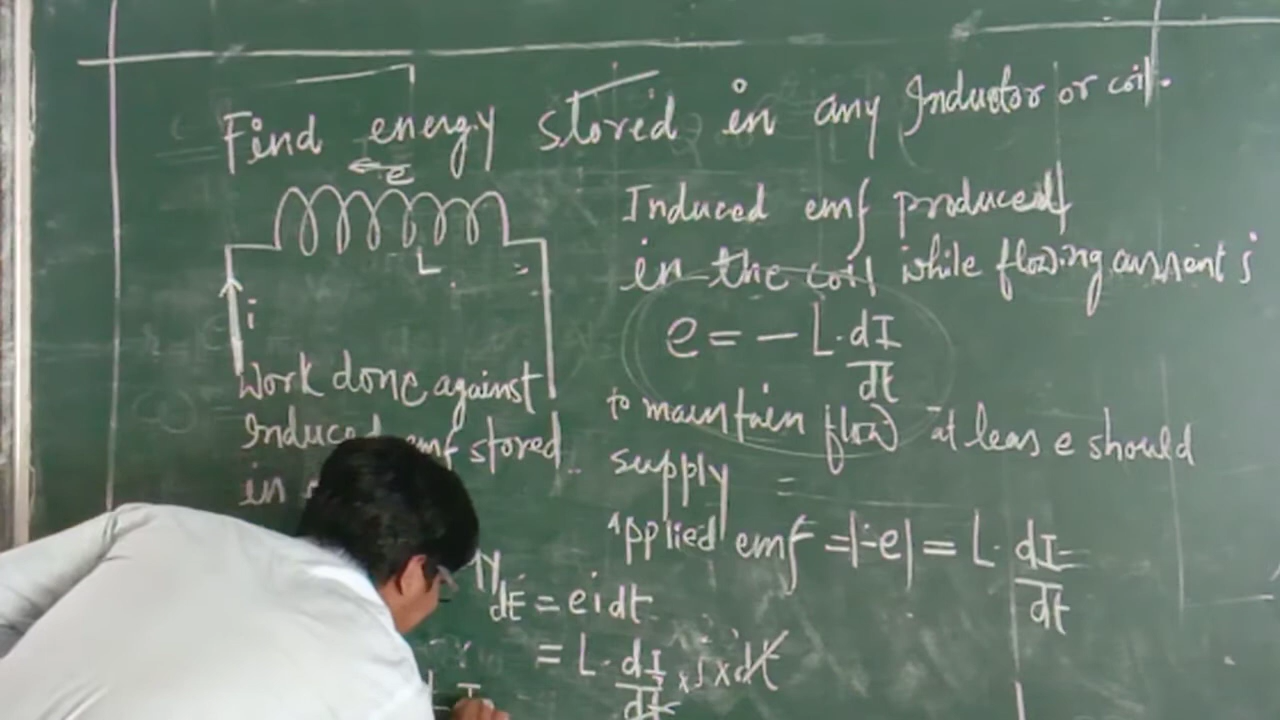 Find energy stored in any Inductor or coil.
e
L
i
Work done against
Induced emf stored
in
Induced emf produced
in the coil while flowing current i
e = - L. dI/dt
to maintain flow at leas e should
supply =
Applied emf = |-e| = L. dI/dt
dE = eidt
= L. dI/dt x i x dt